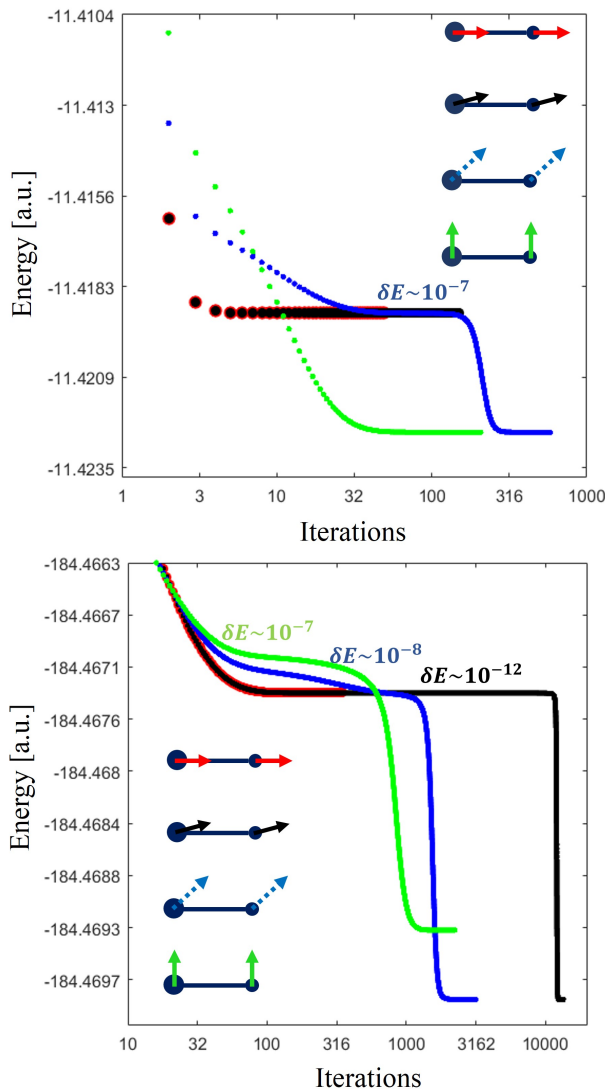 -11.4104
-11.413
-11.4156
-11.4183
-11.4209
-11.4235
Energy [a.u.]
δE~10⁻⁷
1 3 10 32 100 316 1000
Iterations
-184.4663
-184.4667
-184.4671
-184.4676
-184.468
-184.4684
-184.4688
-184.4693
-184.4697
Energy [a.u.]
δE~10⁻⁷
δE~10⁻⁸
δE~10⁻¹²
10 32 100 316 1000 3162 10000
Iterations